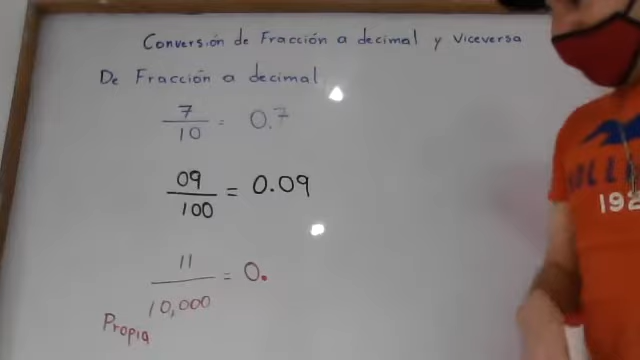 Conversión de Fracción a decimal y viceversa
De Fracción a decimal
7/10 = 0.7
09/100 = 0.09
11/10,000 = 0.
Propia
192